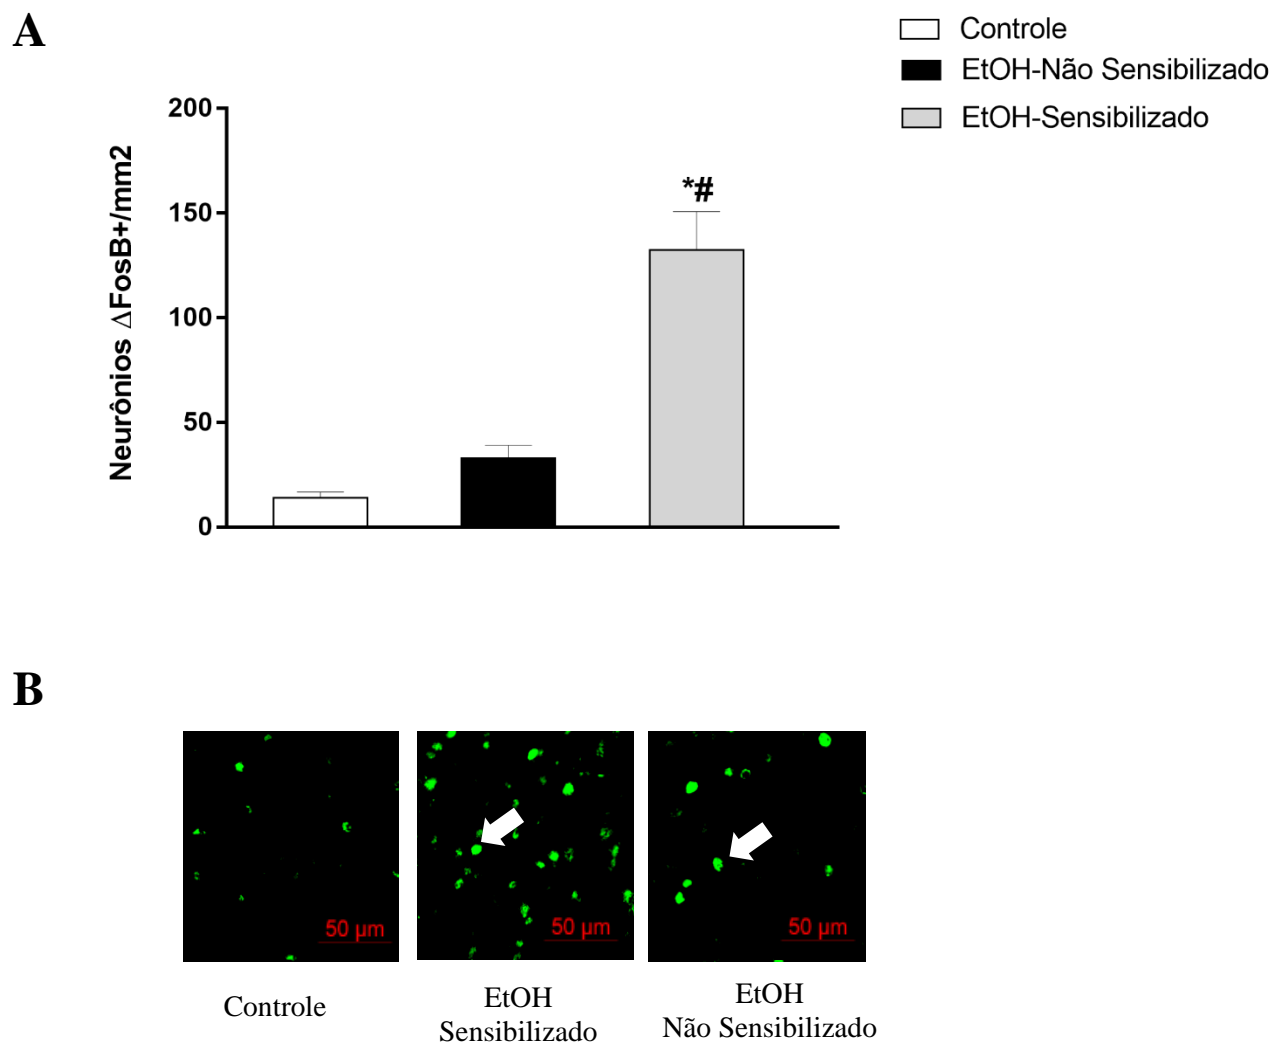 A
Controle
EtOH-Não Sensibilizado
EtOH-Sensibilizado
Neurônios ΔFosB+/mm2
200
150
100
50
0
*#
B
50 µm
50 µm
50 µm
Controle
EtOH
Sensibilizado
EtOH
Não Sensibilizado